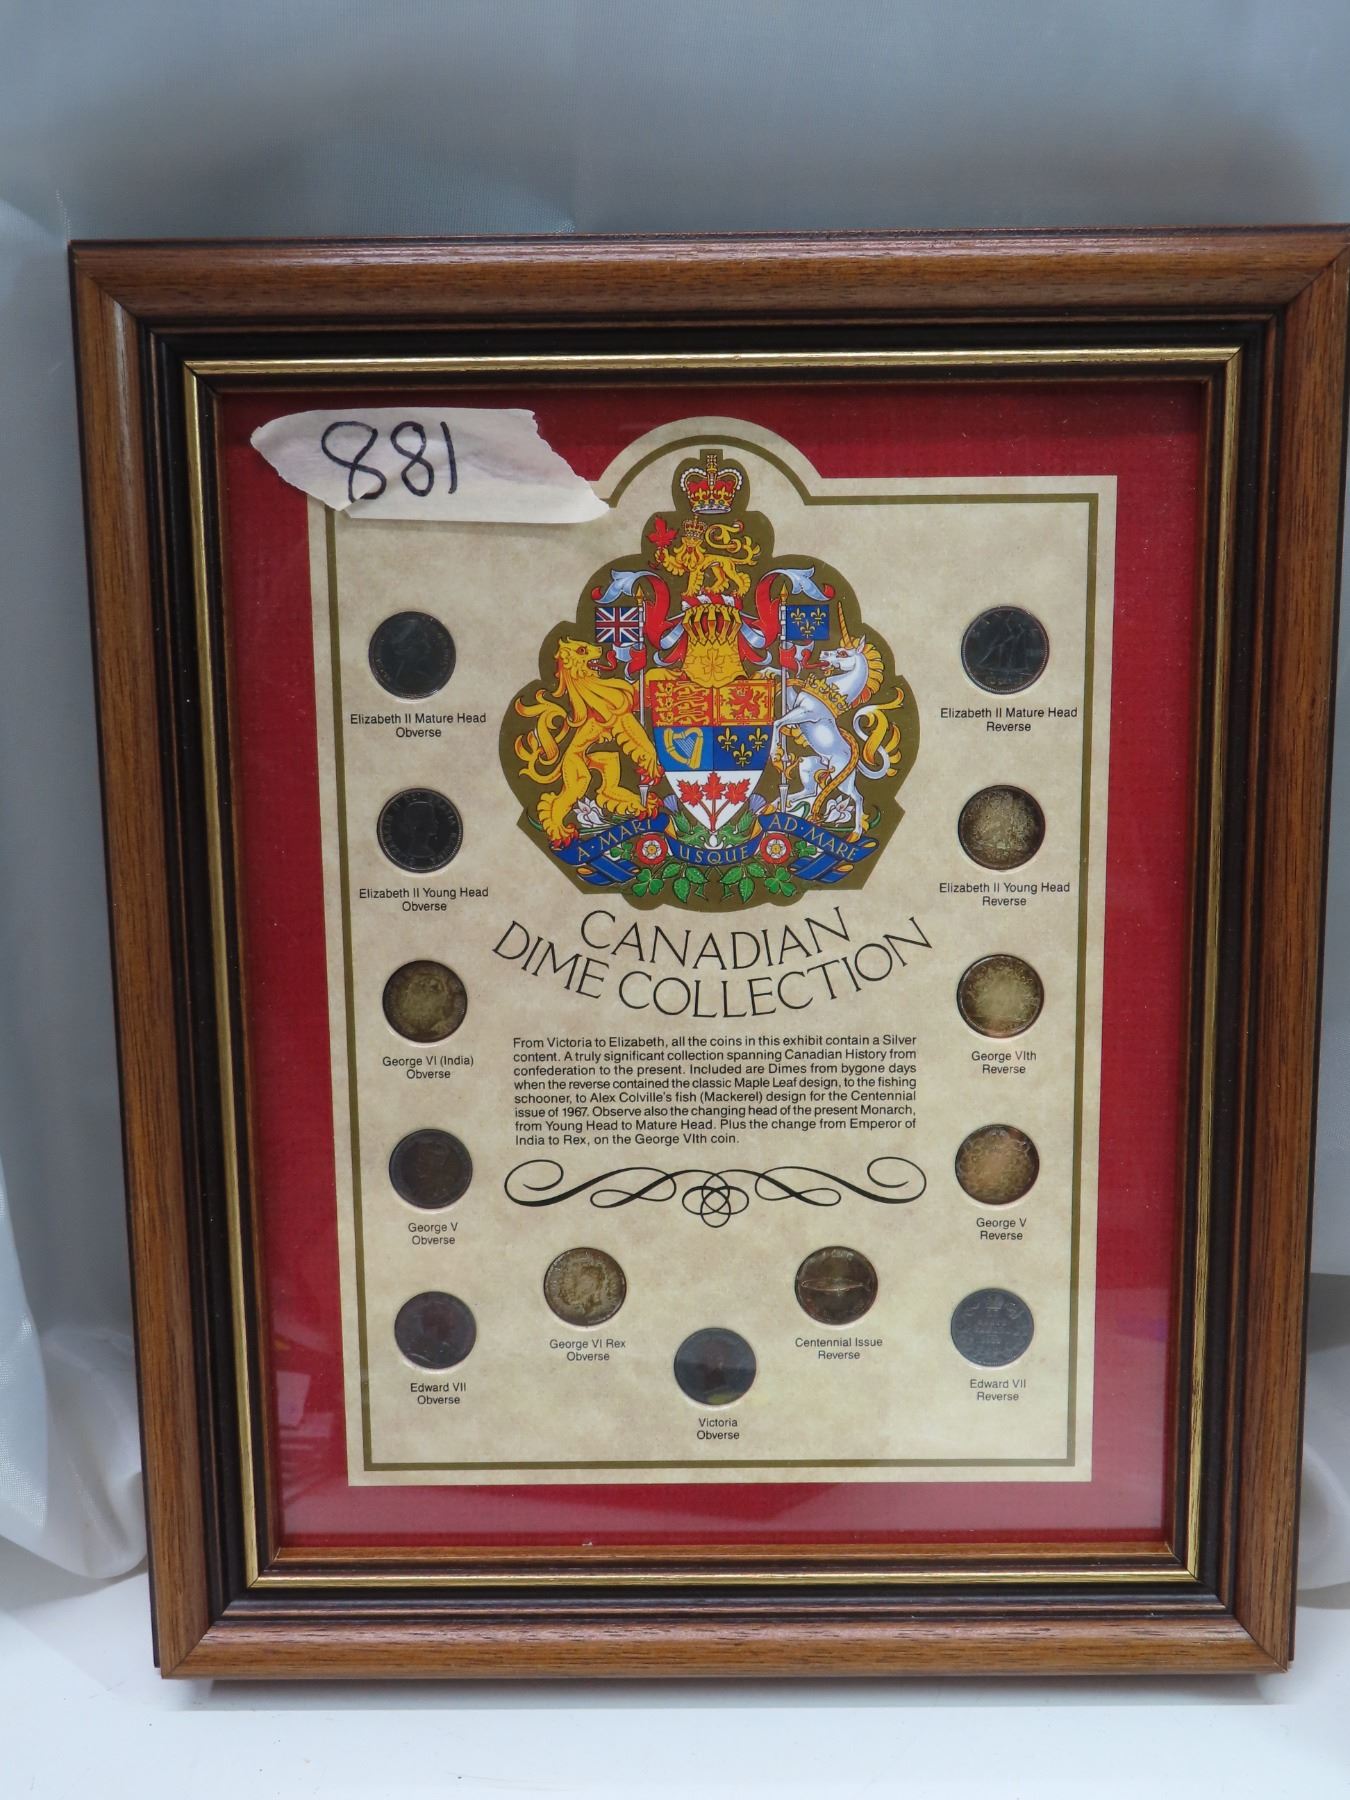 881
A · MARI USQUE AD · MARE
Elizabeth II Mature Head
Obverse
Elizabeth II Mature Head
Reverse
Elizabeth II Young Head
Obverse
Elizabeth II Young Head
Reverse
CANADIAN
DIME COLLECTION
George VI (India)
Obverse
George VIth
Reverse
From Victoria to Elizabeth, all the coins in this exhibit contain a Silver
content. A truly significant collection spanning Canadian History from
confederation to the present. Included are Dimes from bygone days
when the reverse contained the classic Maple Leaf design, to the fishing
schooner, to Alex Colville's fish (Mackerel) design for the Centennial
issue of 1967. Observe also the changing head of the present Monarch,
from Young Head to Mature Head. Plus the change from Emperor of
India to Rex, on the George VIth coin.
George V
Obverse
George V
Reverse
George VI Rex
Obverse
Centennial Issue
Reverse
Edward VII
Obverse
Edward VII
Reverse
Victoria
Obverse